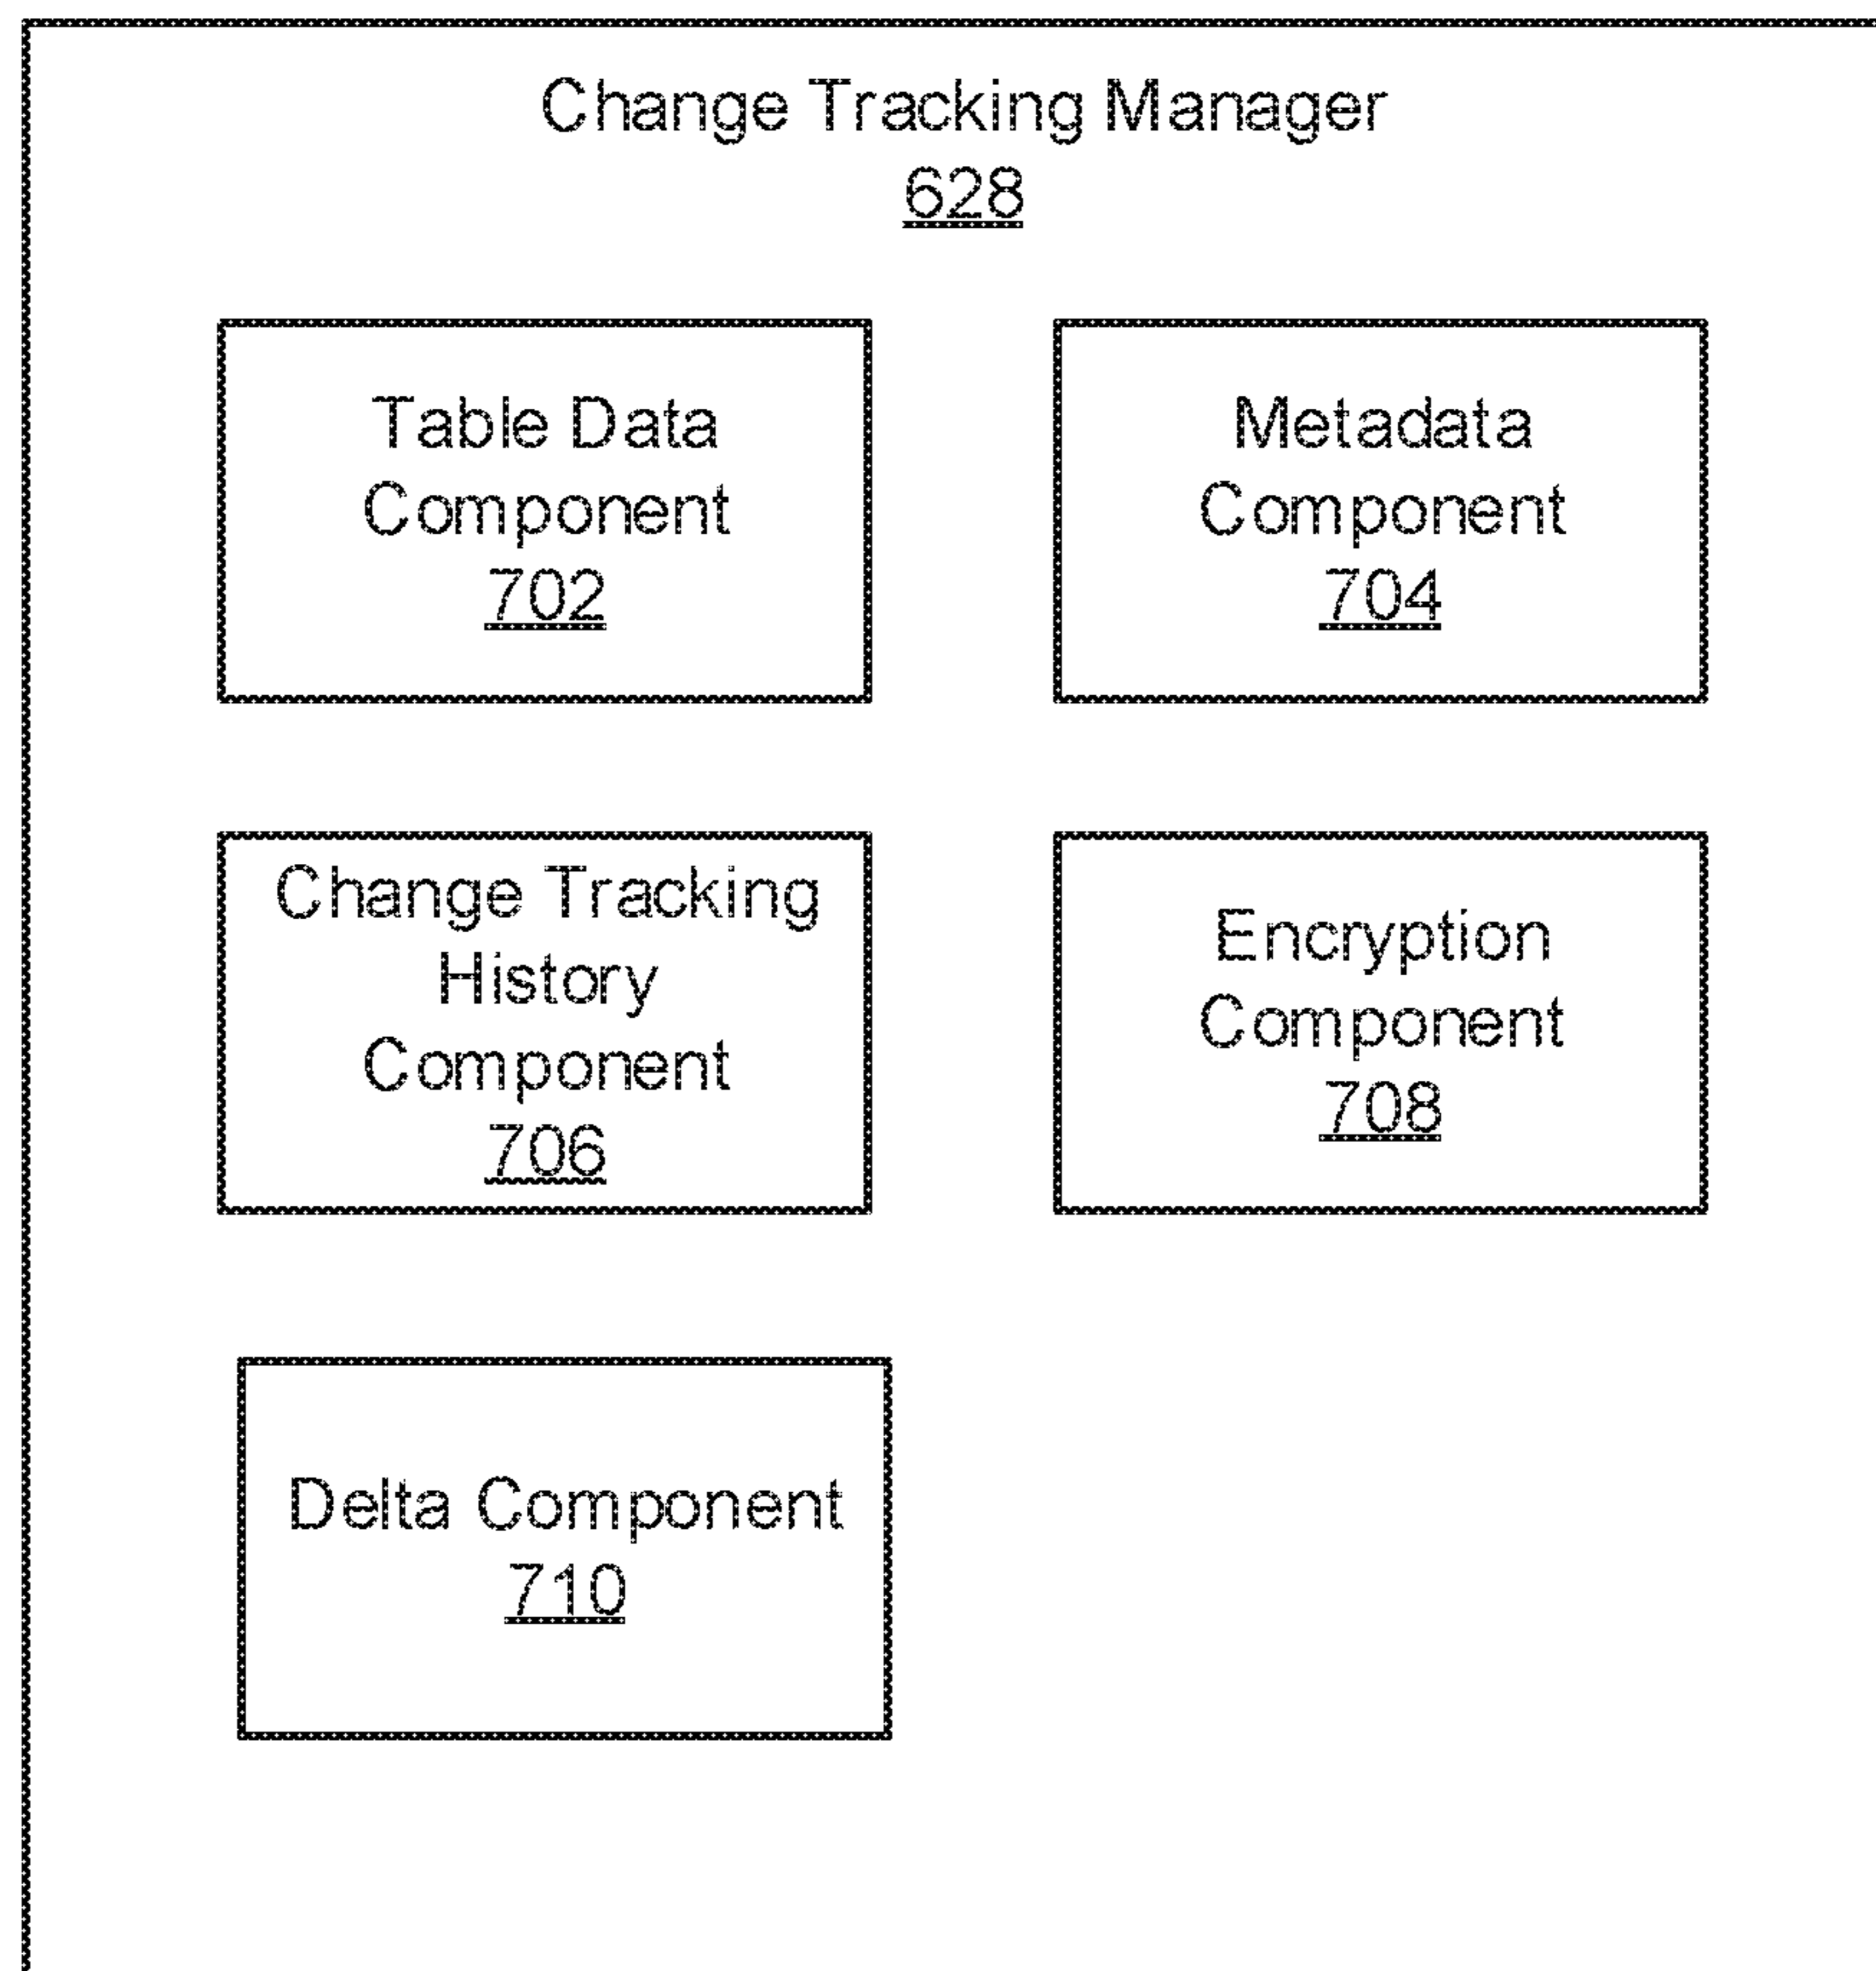 Change Tracking Manager
628
Table Data
Component
702
Metadata
Component
704
Change Tracking
History
Component
706
Encryption
Component
708
Delta Component
710